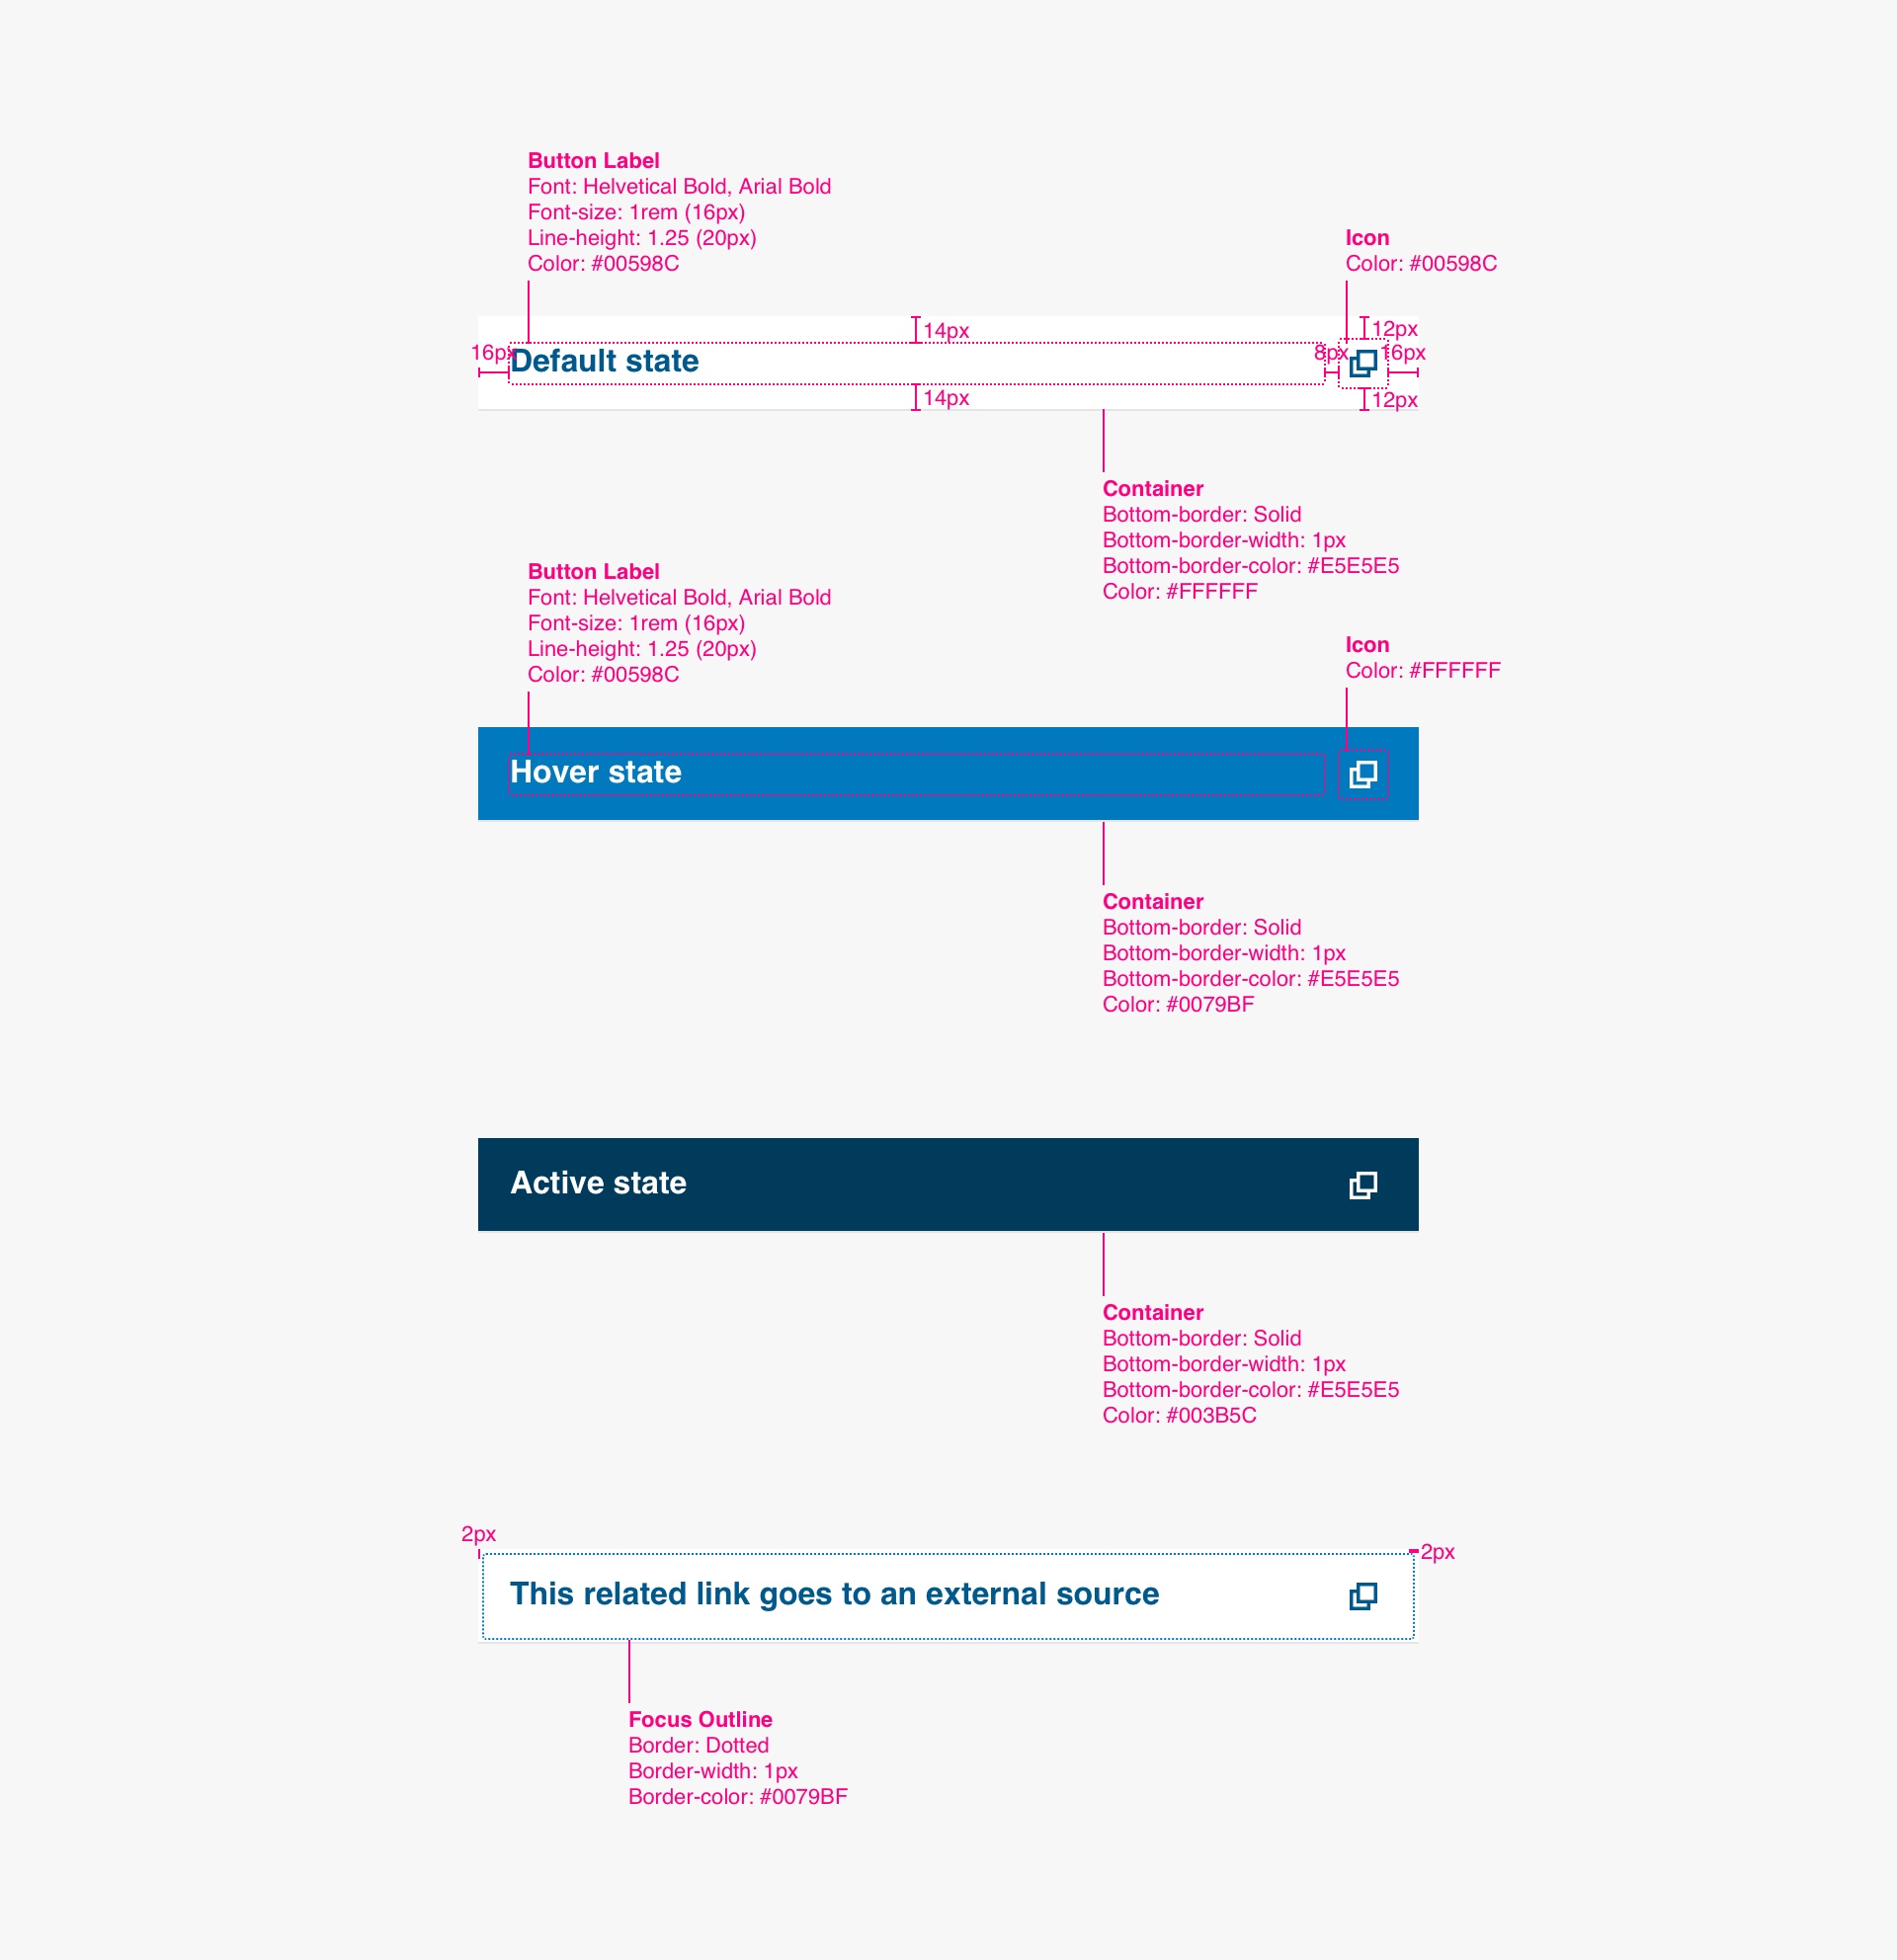 Button Label
Font: Helvetical Bold, Arial Bold
Font-size: 1rem (16px)
Line-height: 1.25 (20px)
Color: #00598C
Icon
Color: #00598C
14px
12px
16px
Default state
8px
16px
14px
12px
Container
Bottom-border: Solid
Bottom-border-width: 1px
Bottom-border-color: #E5E5E5
Color: #FFFFFF
Button Label
Font: Helvetical Bold, Arial Bold
Font-size: 1rem (16px)
Line-height: 1.25 (20px)
Color: #00598C
Icon
Color: #FFFFFF
Hover state
Container
Bottom-border: Solid
Bottom-border-width: 1px
Bottom-border-color: #E5E5E5
Color: #0079BF
Active state
Container
Bottom-border: Solid
Bottom-border-width: 1px
Bottom-border-color: #E5E5E5
Color: #003B5C
2px
2px
This related link goes to an external source
Focus Outline
Border: Dotted
Border-width: 1px
Border-color: #0079BF